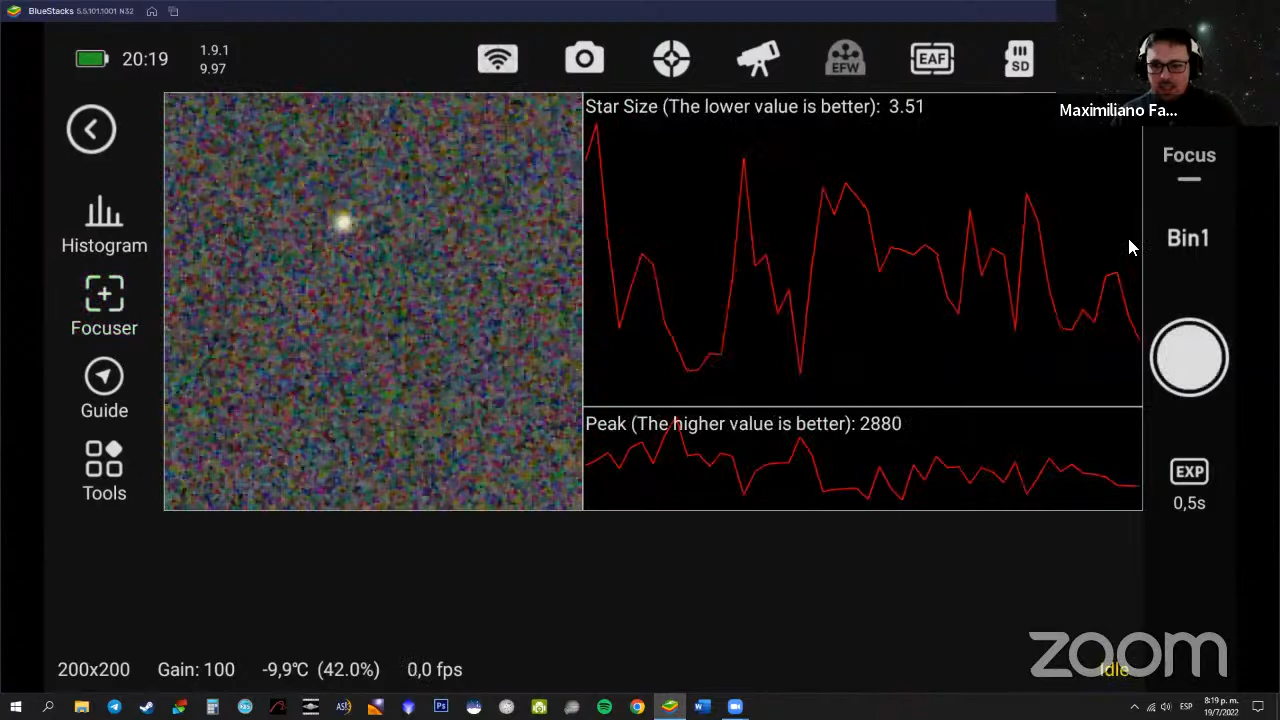 BlueStacks 5.5.101.1001 N32
20:19
1.9.1
9.97
EFW
EAF
SD
Maximiliano Fa...
Star Size (The lower value is better): 3.51
Focus
Histogram
Bin1
Focuser
Guide
Peak (The higher value is better): 2880
EXP
Tools
0,5s
200x200
Gain: 100
-9,9℃ (42.0%)
0,0 fps
Idle
zoom
AS!
Ps
ESP
8:19 p. m.
19/7/2022